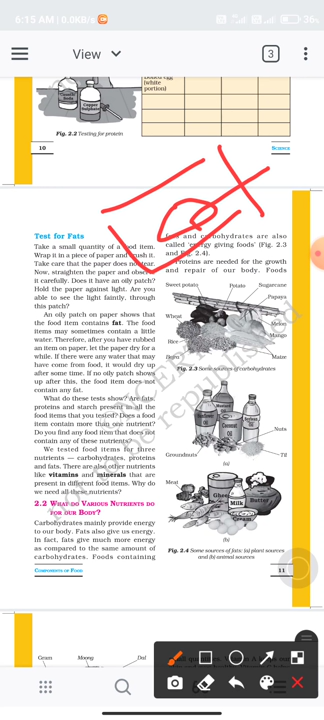 6:15 AM | 0.0KB/s
View
3
(white
portion)
Copper
Sulphate
Fig. 2.2 Testing for protein
10
SCIENCE
Test for Fats
Take a small quantity of a food item.
Wrap it in a piece of paper and crush it.
Take care that the paper does not tear.
Now, straighten the paper and observe
it carefully. Does it have an oily patch?
Hold the paper against light. Are you
able to see the light faintly, through
this patch?
An oily patch on paper shows that
the food item contains fat. The food
items may sometimes contain a little
water. Therefore, after you have rubbed
an item on paper, let the paper dry for a
while. If there were any water that may
have come from food, it would dry up
after some time. If no oily patch shows
up after this, the food item does not
contain any fat.
What do these tests show? Are fats,
proteins and starch present in all the
food items that you tested? Does a food
item contain more than one nutrient?
Do you find any food item that does not
contain any of these nutrients?
We tested food items for three
nutrients — carbohydrates, proteins
and fats. There are also other nutrients
like vitamins and minerals that are
present in different food items. Why do
we need all these nutrients?
2.2 WHAT DO VARIOUS NUTRIENTS DO
FOR OUR BODY?
Carbohydrates mainly provide energy
to our body. Fats also give us energy.
In fact, fats give much more energy
as compared to the same amount of
carbohydrates. Foods containing
COMPONENTS OF FOOD
fats and carbohydrates are also
called 'energy giving foods' (Fig. 2.3
and Fig. 2.4).
Proteins are needed for the growth
and repair of our body. Foods
Sweet potato
Potato
Sugarcane
Papaya
Wheat
Melon
Mango
Rice
Maize
Fig. 2.3 Some sources of carbohydrates
Coconut
Oil
Nuts
Groundnuts
Til
(a)
Meat
Ghee
Milk
Butter
Cream
(b)
Fig. 2.4 Some sources of fats: (a) plant sources
and (b) animal sources
11
Gram
Moong
Dal